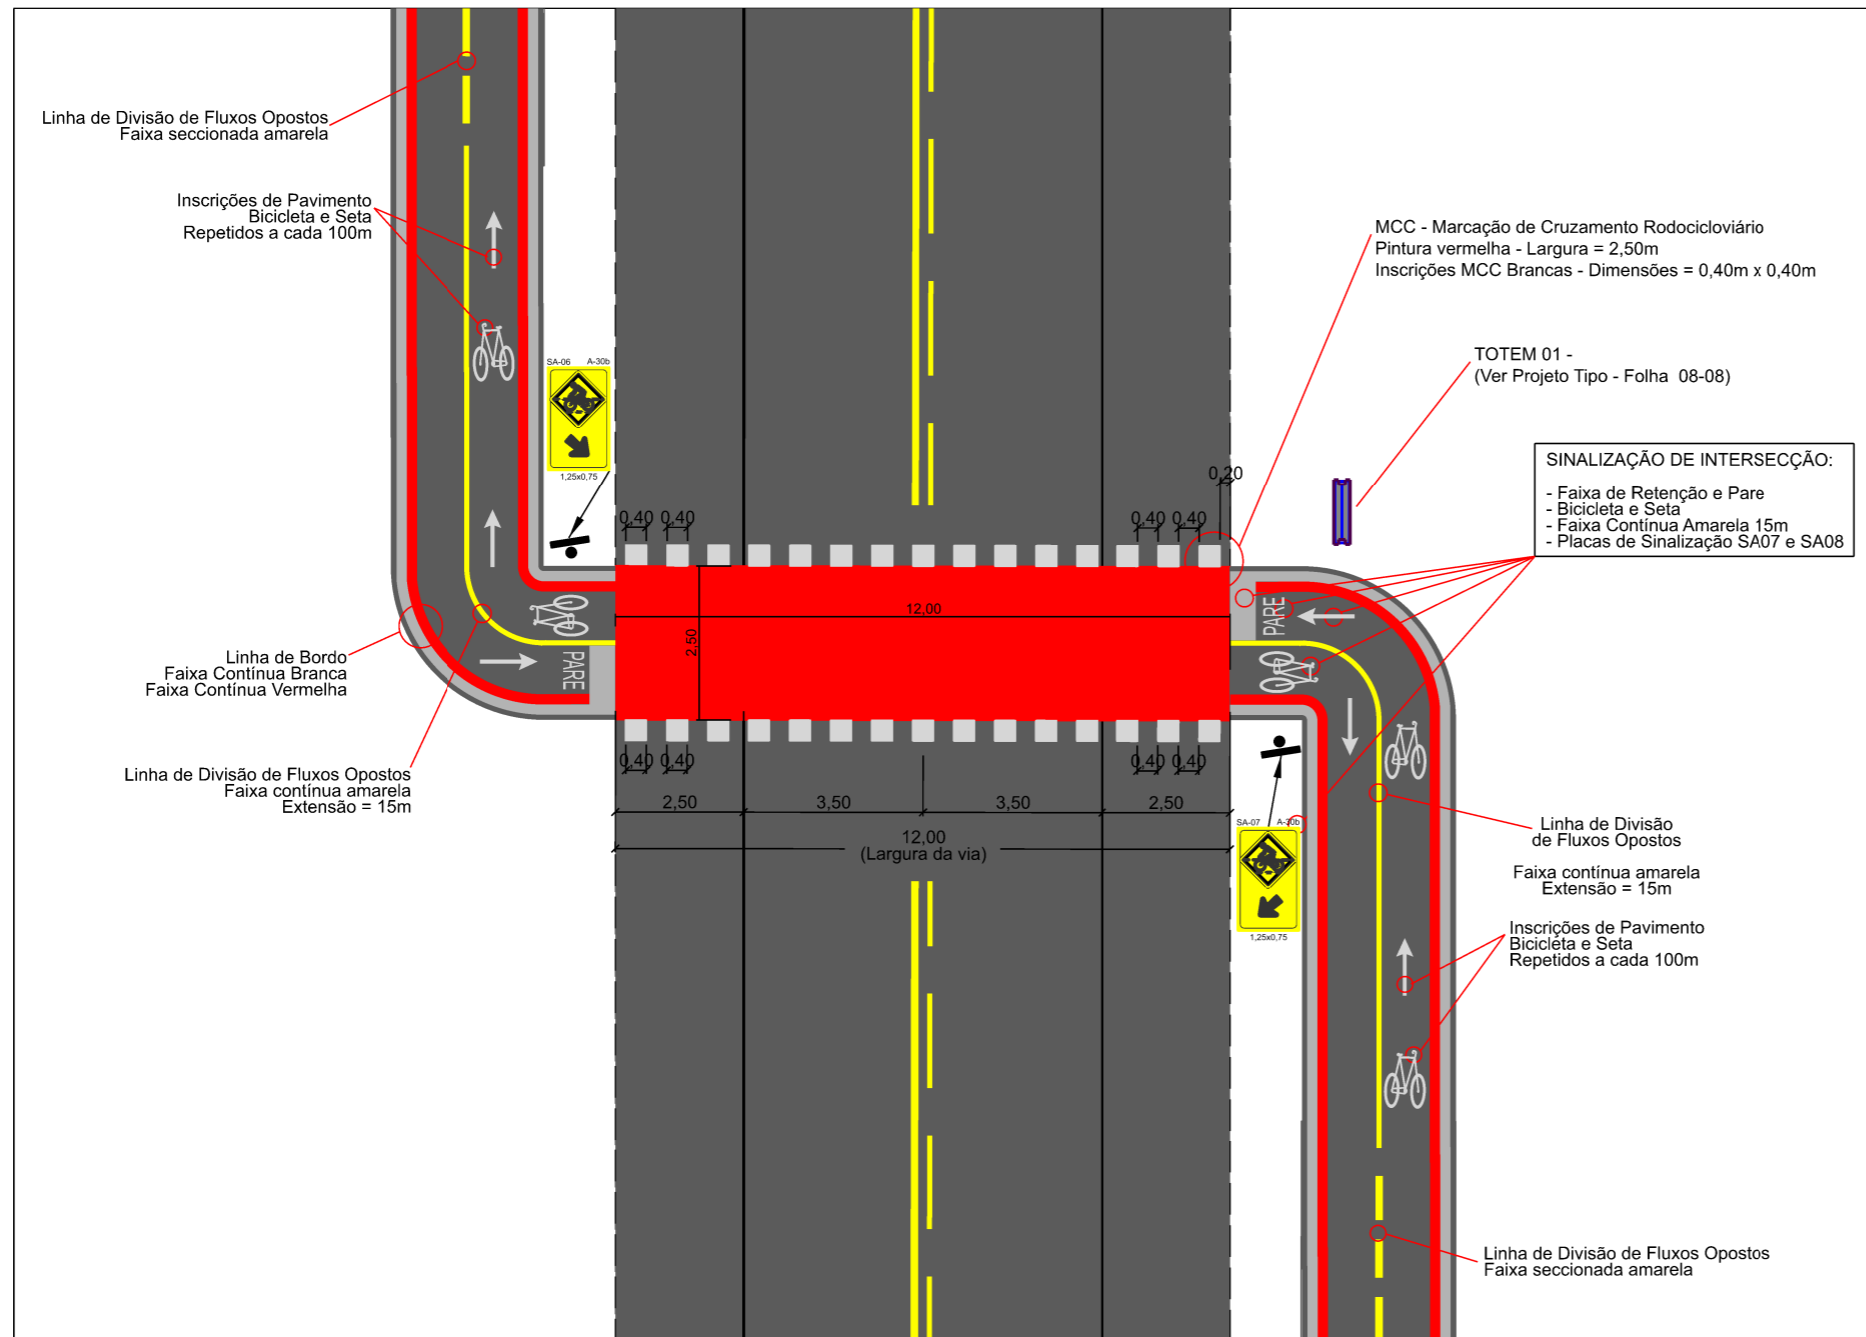 Linha de Divisão de Fluxos Opostos
Faixa seccionada amarela
Inscrições de Pavimento
Bicicleta e Seta
Repetidos a cada 100m
MCC - Marcação de Cruzamento Rodocicloviário
Pintura vermelha - Largura = 2,50m
Inscrições MCC Brancas - Dimensões = 0,40m x 0,40m
TOTEM 01 -
(Ver Projeto Tipo - Folha 08-08)
SINALIZAÇÃO DE INTERSECÇÃO:
- Faixa de Retenção e Pare
- Bicicleta e Seta
- Faixa Contínua Amarela 15m
- Placas de Sinalização SA07 e SA08
SA-06 A-30b
1,25x0,75
0,20
0,40 0,40
0,40 0,40
12,00
2,50
PARE
PARE
Linha de Bordo
Faixa Contínua Branca
Faixa Contínua Vermelha
Linha de Divisão de Fluxos Opostos
Faixa contínua amarela
Extensão = 15m
0,40 0,40
0,40 0,40
2,50 3,50 3,50 2,50
12,00
(Largura da via)
SA-07 A-30b
1,25x0,75
Linha de Divisão
de Fluxos Opostos
Faixa contínua amarela
Extensão = 15m
Inscrições de Pavimento
Bicicleta e Seta
Repetidos a cada 100m
Linha de Divisão de Fluxos Opostos
Faixa seccionada amarela